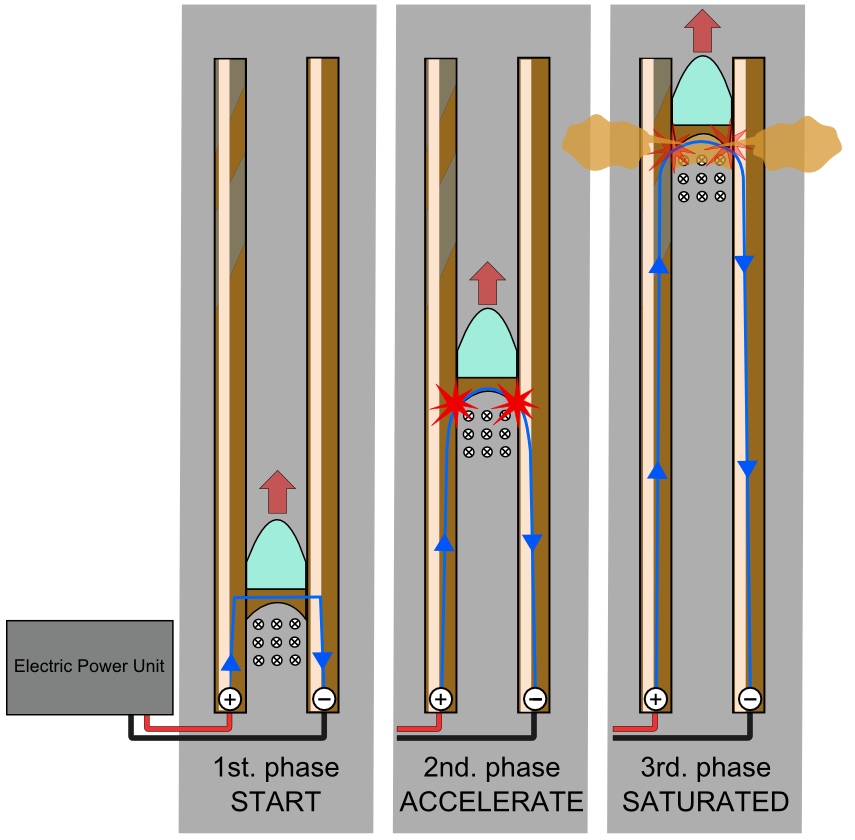 Electric Power Unit
+
−
+
−
+
−
1st. phase
START
2nd. phase
ACCELERATE
3rd. phase
SATURATED